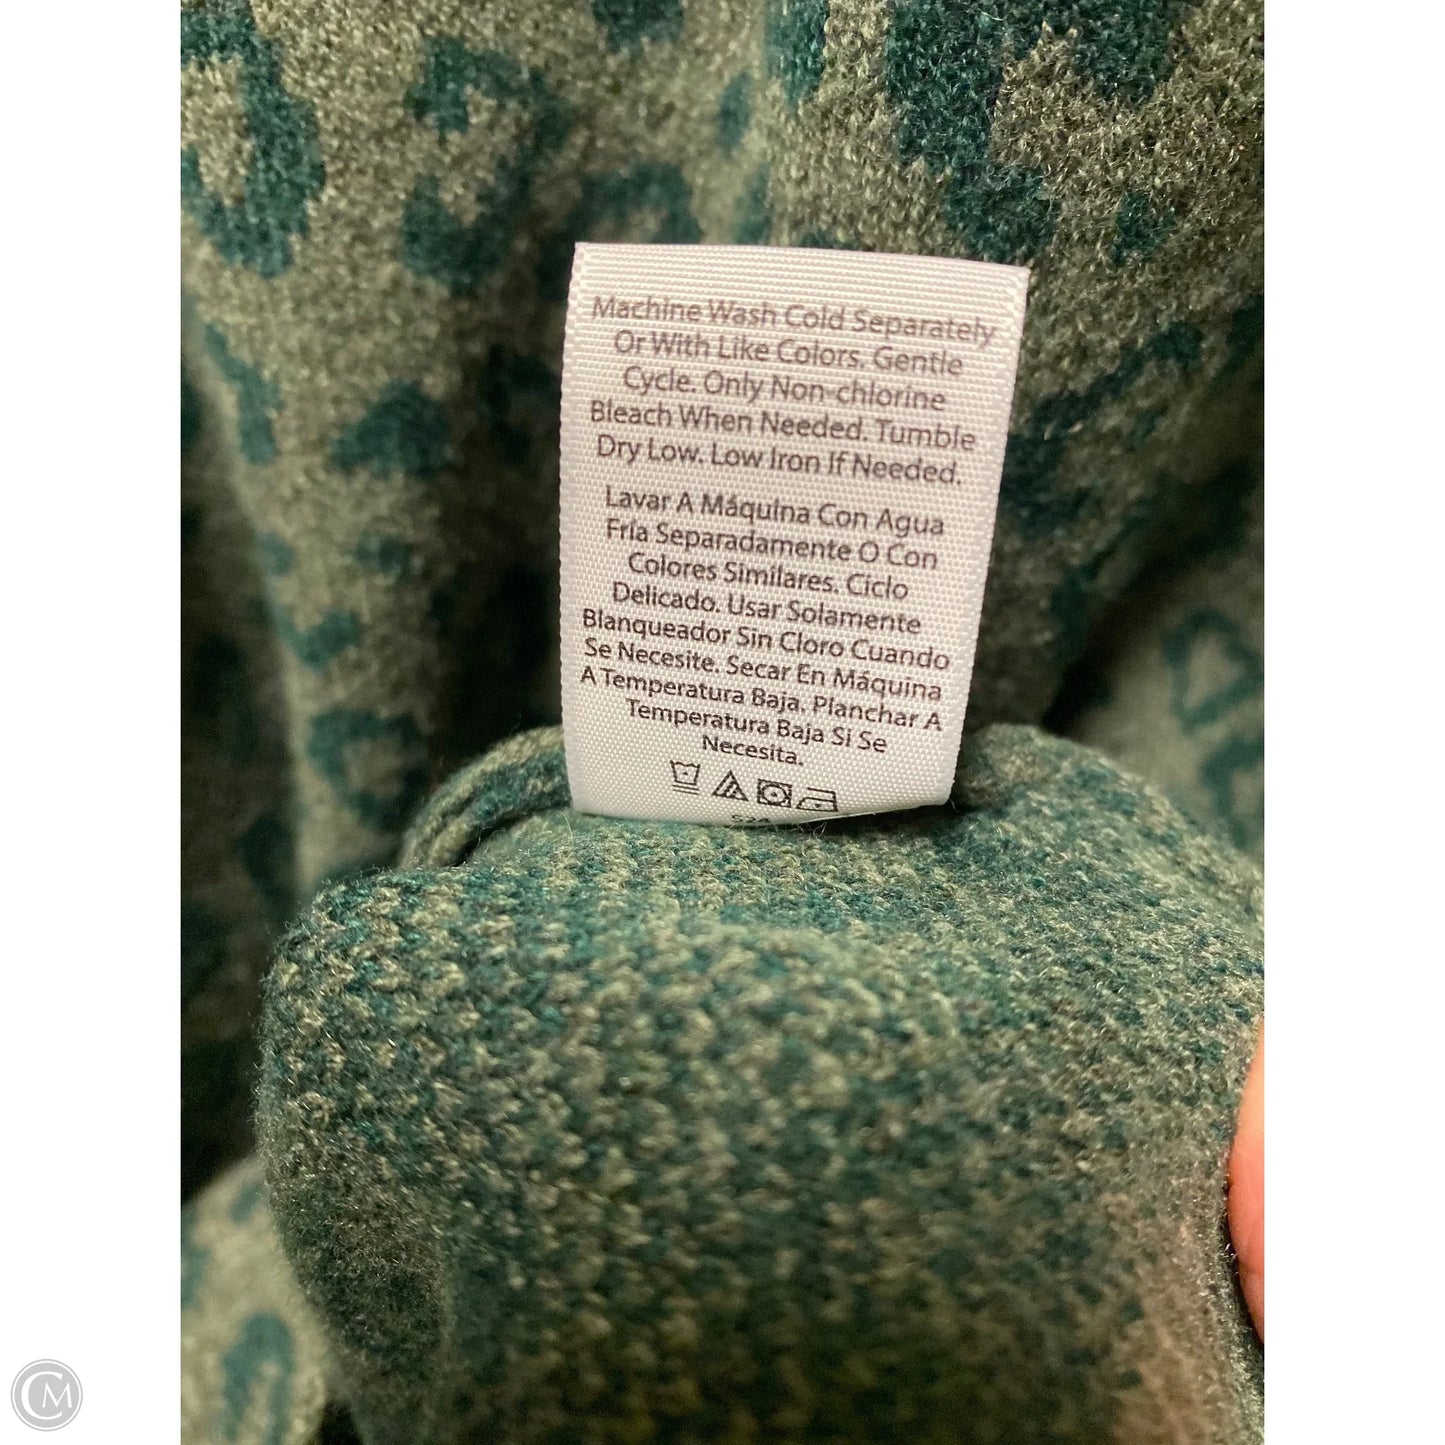 Machine Wash Cold Separately
Or With Like Colors. Gentle
Cycle. Only Non-chlorine
Bleach When Needed. Tumble
Dry Low. Low Iron If Needed.
Lavar A Máquina Con Agua
Fría Separadamente O Con
Colores Similares. Ciclo
Delicado. Usar Solamente
Blanqueador Sin Cloro Cuando
Se Necesite. Secar En Máquina
A Temperatura Baja. Planchar A
Temperatura Baja Si Se
Necesita.
CM